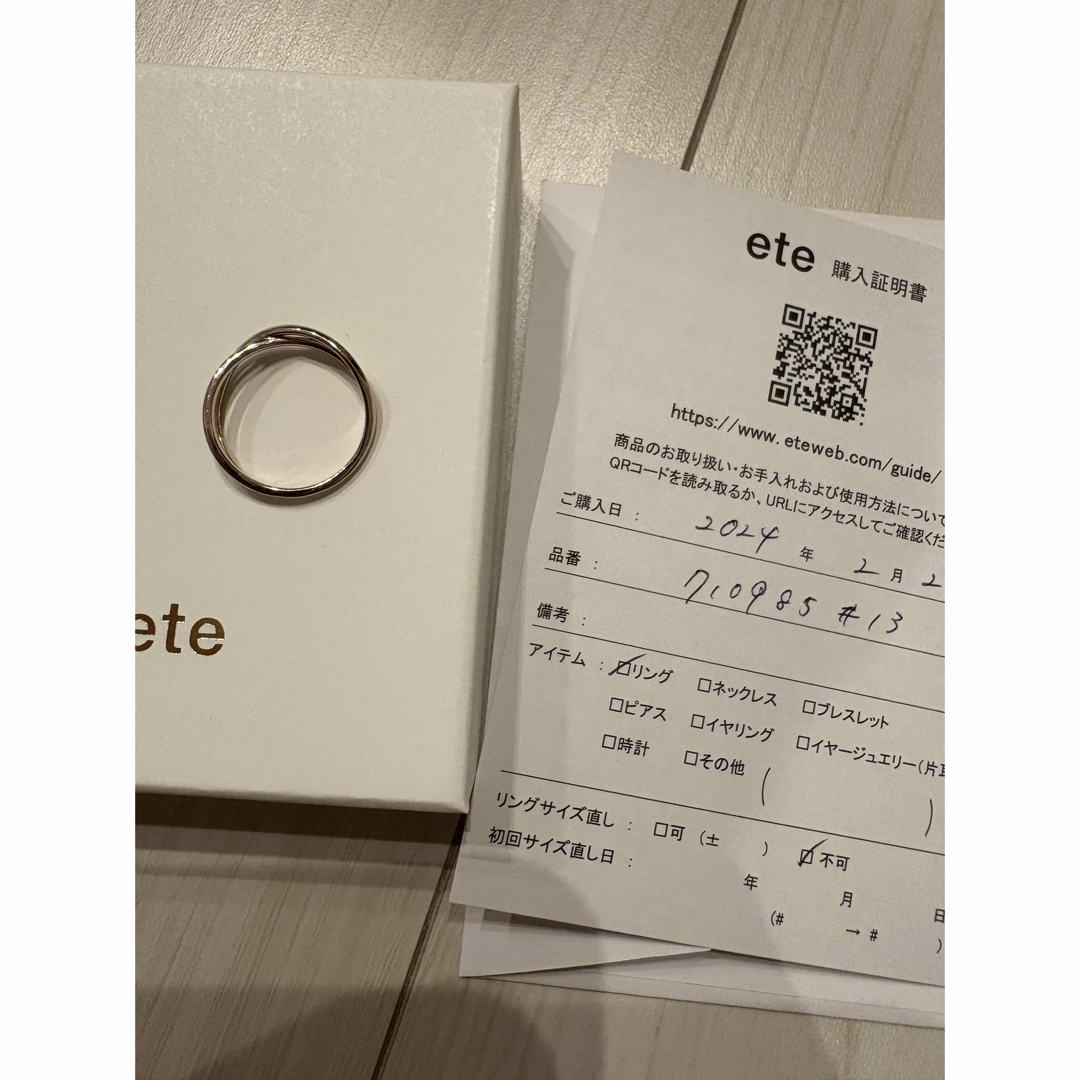 ete
ete 購入証明書
https://www.eteweb.com/guide/
商品のお取り扱い・お手入れおよび使用方法について
QRコードを読み取るか、URLにアクセスしてご確認くだ
ご購入日 : 2024 年 2 月 2
品番 : 710985 #13
備考 :
アイテム : ☑リング □ネックレス □ブレスレット
□ピアス □イヤリング □イヤージュエリー(片耳
□時計 □その他 ( )
リングサイズ直し : □可 (± ) ☑不可
初回サイズ直し日 : 年 月 日
(# → # )